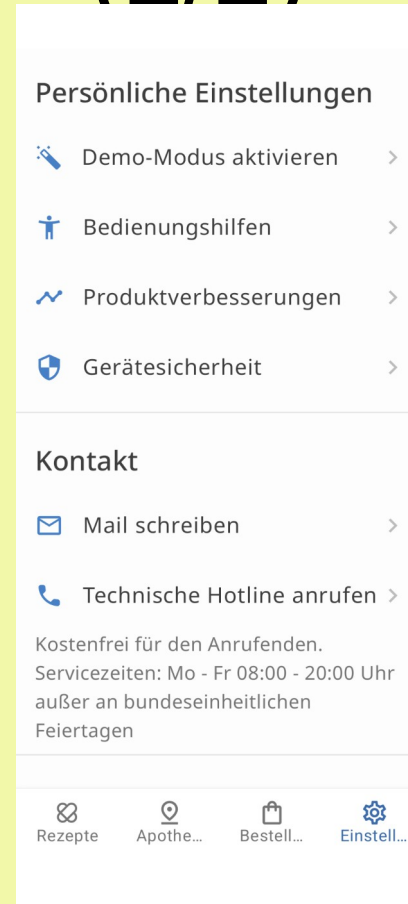 Persönliche Einstellungen
Demo-Modus aktivieren
Bedienungshilfen
Produktverbesserungen
Gerätesicherheit
Kontakt
Mail schreiben
Technische Hotline anrufen
Kostenfrei für den Anrufenden.
Servicezeiten: Mo - Fr 08:00 - 20:00 Uhr
außer an bundeseinheitlichen
Feiertagen
Rezepte
Apothe...
Bestell...
Einstell...